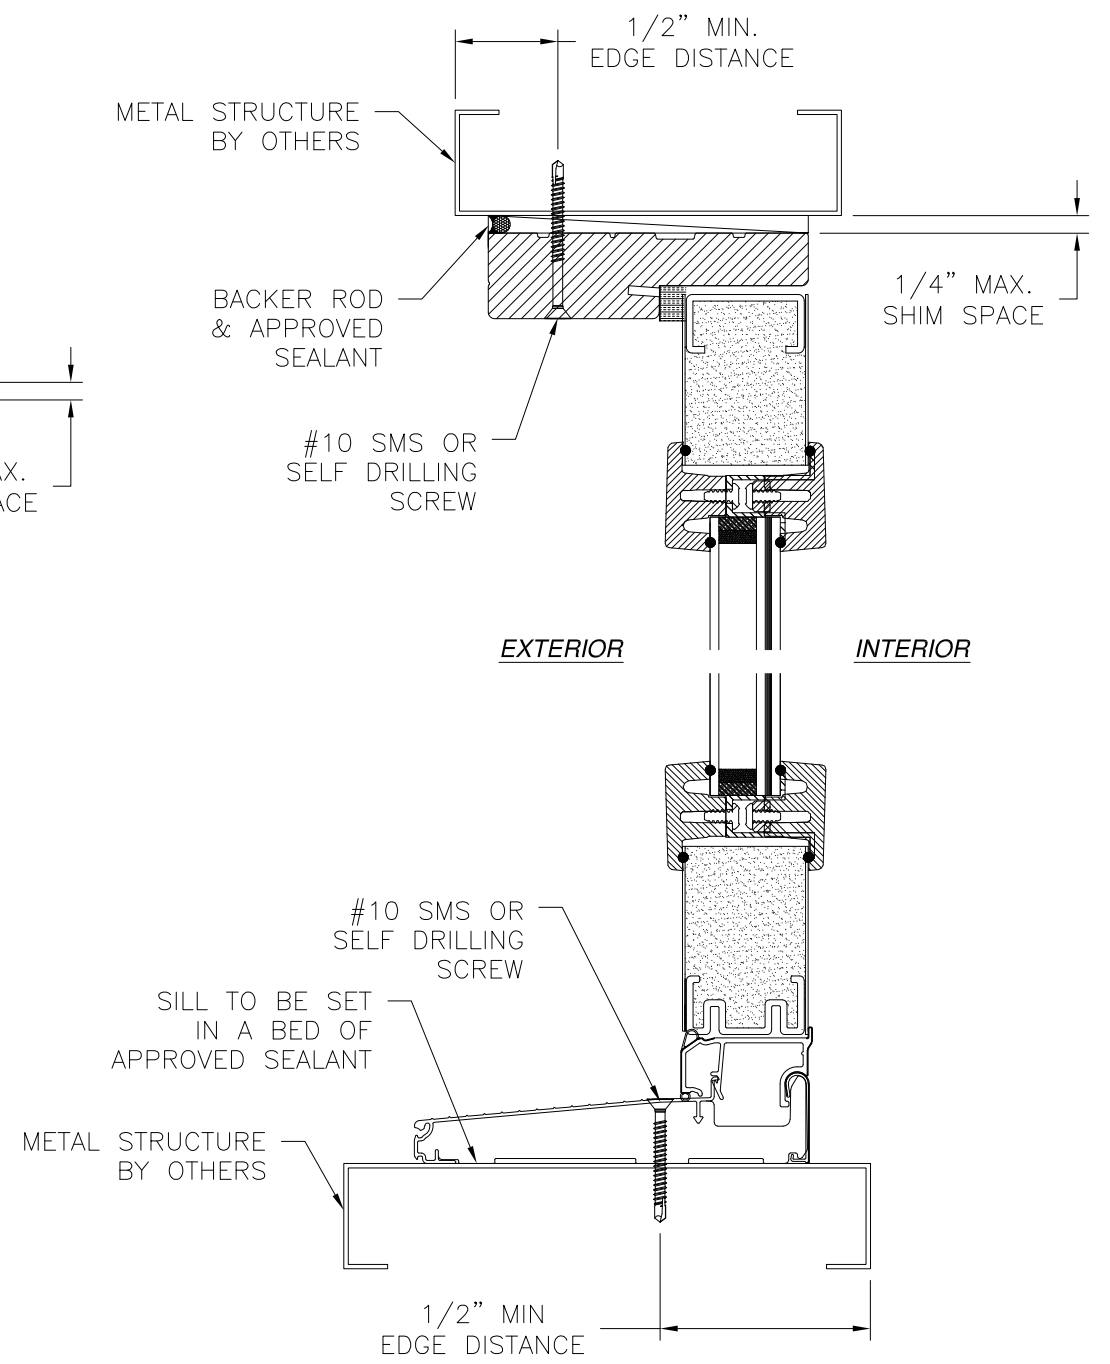 1/2” MIN.
EDGE DISTANCE
METAL STRUCTURE
BY OTHERS
BACKER ROD
& APPROVED
SEALANT
1/4” MAX.
SHIM SPACE
#10 SMS OR
SELF DRILLING
SCREW
EXTERIOR
INTERIOR
#10 SMS OR
SELF DRILLING
SCREW
SILL TO BE SET
IN A BED OF
APPROVED SEALANT
METAL STRUCTURE
BY OTHERS
1/2” MIN
EDGE DISTANCE